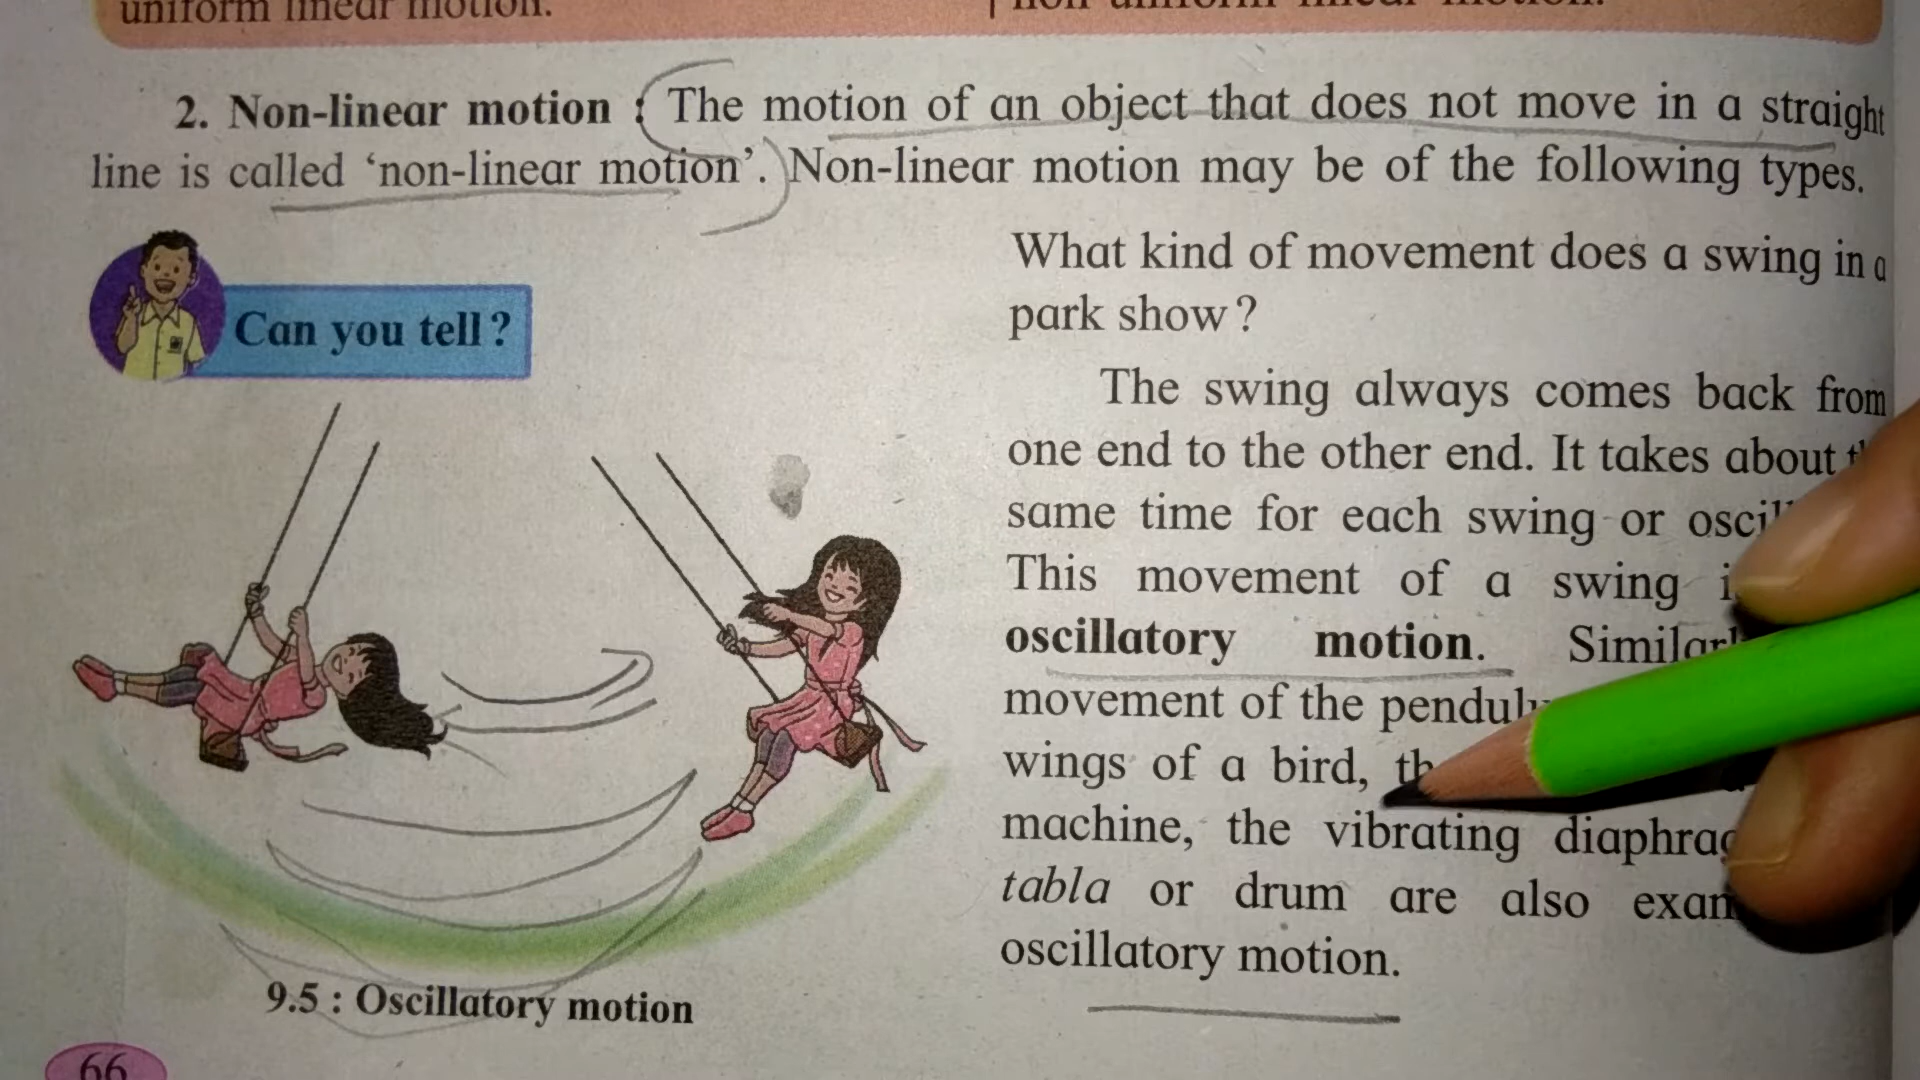 uniform linear motion.
non-uniform linear motion.
2. Non-linear motion : The motion of an object that does not move in a straight
line is called ‘non-linear motion’. Non-linear motion may be of the following types.
Can you tell?
What kind of movement does a swing in a
park show?
The swing always comes back from
one end to the other end. It takes about
same time for each swing or
This movement of a swing
oscillatory motion.
movement of the
wings of a bird,
machine, the vibrating
tabla or drum are also
oscillatory motion.
9.5 : Oscillatory motion
66